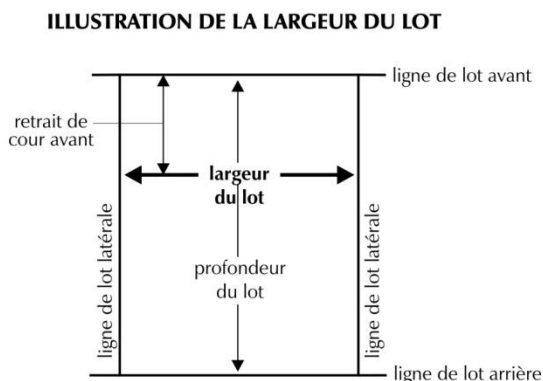 ILLUSTRATION DE LA LARGEUR DU LOT
ligne de lot avant
retrait de
cour avant
largeur
du lot
ligne de lot latérale
profondeur
du lot
ligne de lot latérale
ligne de lot arrière